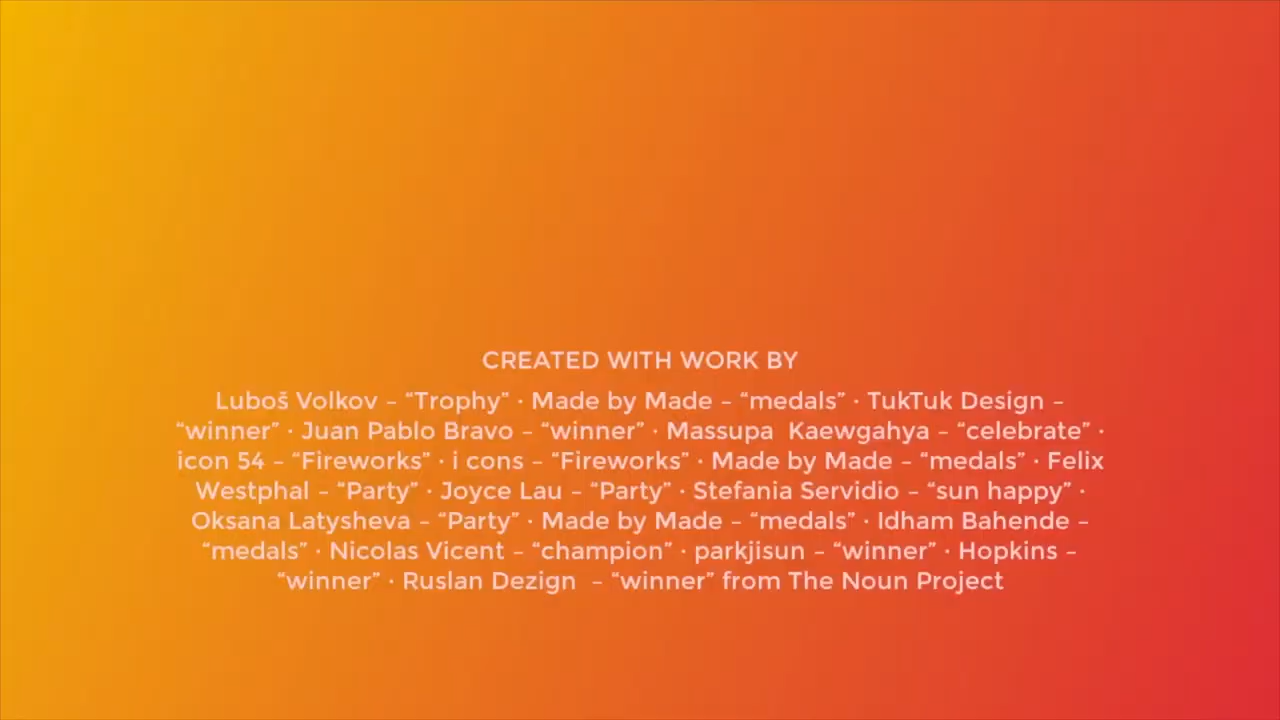 CREATED WITH WORK BY
Luboš Volkov – “Trophy” · Made by Made – “medals” · TukTuk Design –
“winner” · Juan Pablo Bravo – “winner” · Massupa  Kaewgahya – “celebrate” ·
icon 54 – “Fireworks” · i cons – “Fireworks” · Made by Made – “medals” · Felix
Westphal – “Party” · Joyce Lau – “Party” · Stefania Servidio – “sun happy” ·
Oksana Latysheva – “Party” · Made by Made – “medals” · Idham Bahende –
“medals” · Nicolas Vicent – “champion” · parkjisun – “winner” · Hopkins –
“winner” · Ruslan Dezign  – “winner” from The Noun Project